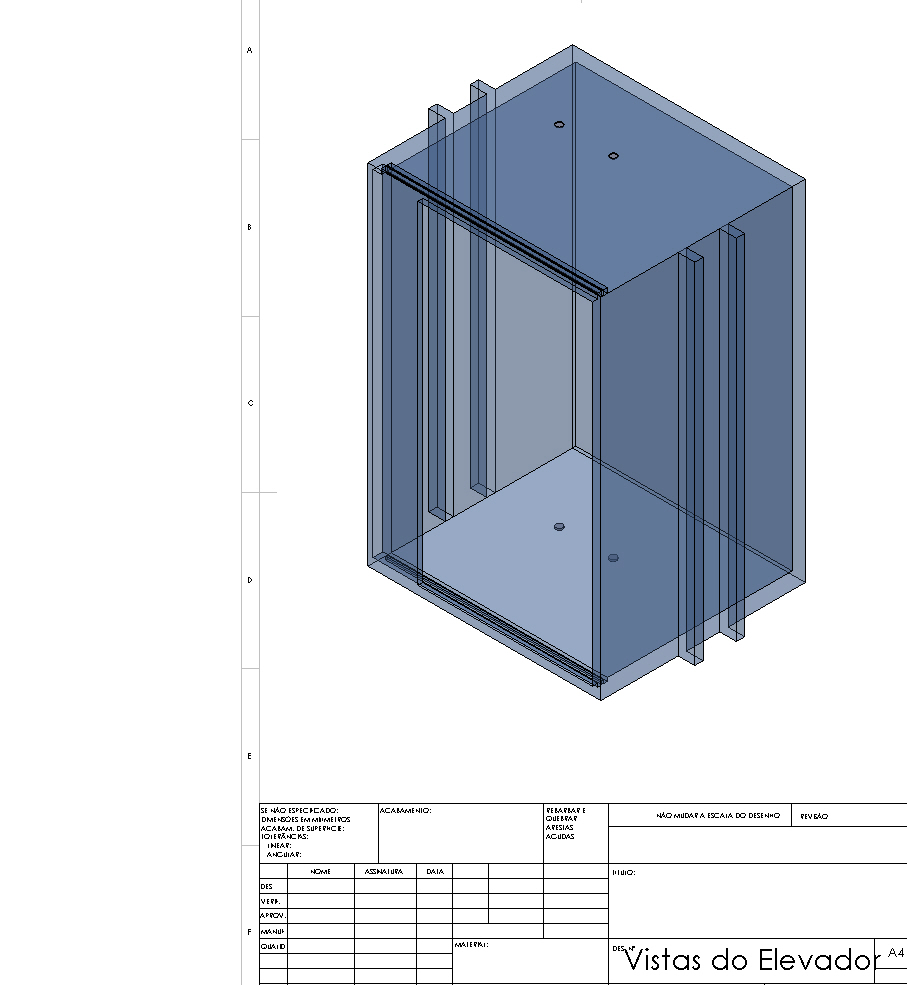 A
B
C
D
E
F
SE NÃO ESPECIFICADO:
DIMENSÕES EM MILÍMETROS
ACABAM. DE SUPERFÍCIE:
TOLERÂNCIAS:
LINEAR:
ANGULAR:
ACABAMENTO:
REBARBAR E
QUEBRAR
ARESTAS
AGUDAS
NÃO MUDAR A ESCALA DO DESENHO
REVISÃO
NOME
ASSINATURA
DATA
TÍTULO:
DES.
VERIF.
APROV.
MANUF.
QUALID
MATERIAL:
DES. Nº
Vistas do Elevador
A4